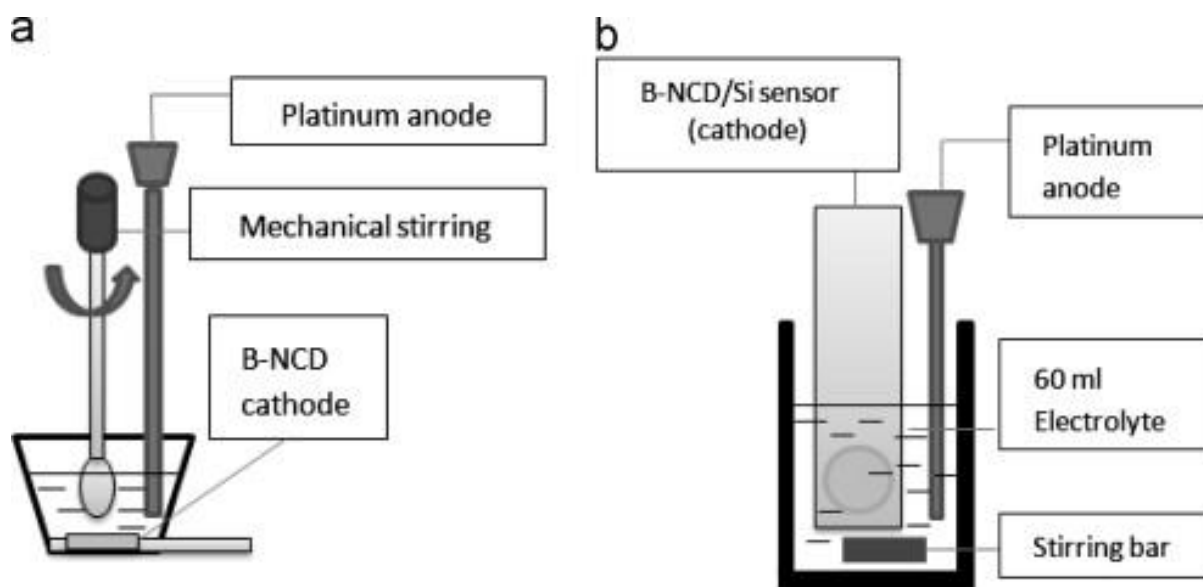 a
Platinum anode
Mechanical stirring
B-NCD
cathode
b
B-NCD/Si sensor
(cathode)
Platinum
anode
60 ml
Electrolyte
Stirring bar